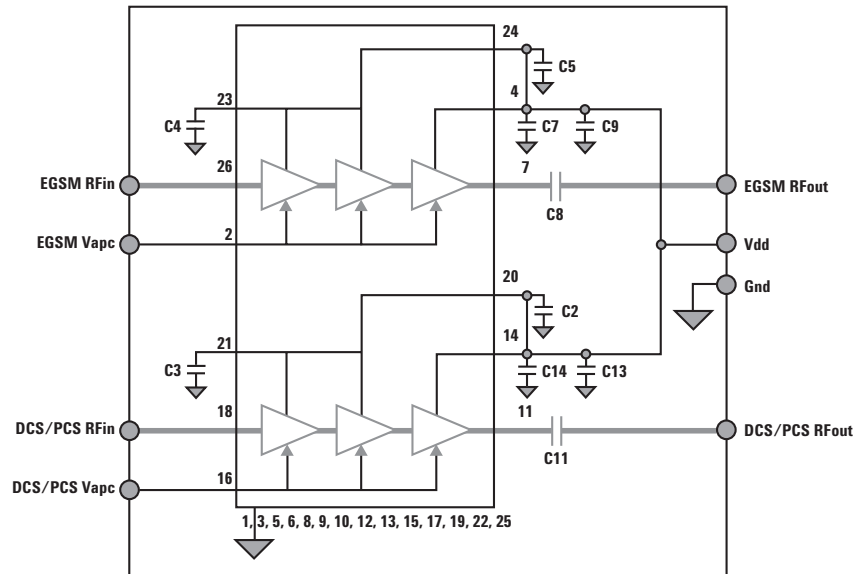 24
C5
23
4
C4
C7
C9
26
7
EGSM RFin
EGSM RFout
C8
EGSM Vapc
2
Vdd
20
Gnd
C2
21
14
C3
C14
C13
18
11
DCS/PCS RFin
DCS/PCS RFout
C11
16
DCS/PCS Vapc
1, 3, 5, 6, 8, 9, 10, 12, 13, 15, 17, 19, 22, 25